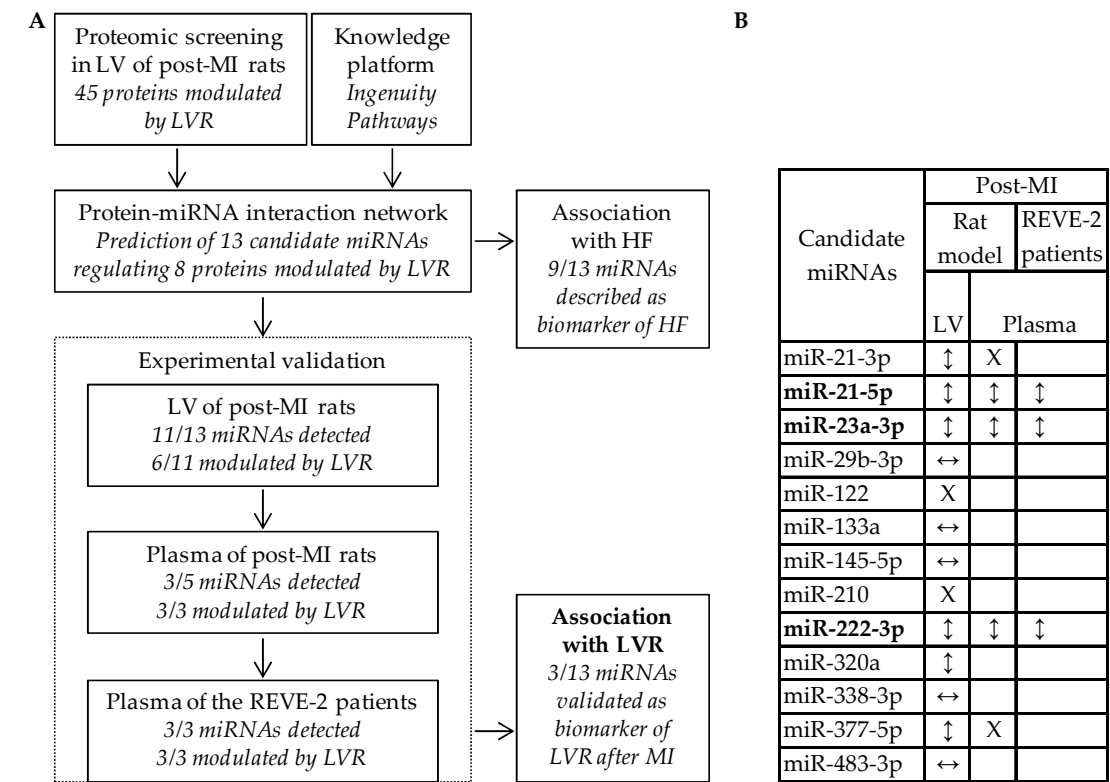 A
Proteomic screening
in LV of post-MI rats
45 proteins modulated
by LVR
Knowledge
platform
Ingenuity
Pathways
Protein-miRNA interaction network
Prediction of 13 candidate miRNAs
regulating 8 proteins modulated by LVR
Association
with HF
9/13 miRNAs
described as
biomarker of HF
Experimental validation
LV of post-MI rats
11/13 miRNAs detected
6/11 modulated by LVR
Plasma of post-MI rats
3/5 miRNAs detected
3/3 modulated by LVR
Plasma of the REVE-2 patients
3/3 miRNAs detected
3/3 modulated by LVR
Association
with LVR
3/13 miRNAs
validated as
biomarker of
LVR after MI
B
Candidate
miRNAs
Post-MI
Rat
model
REVE-2
patients
LV
Plasma
miR-21-3p ↕ X
miR-21-5p ↕ ↕ ↕
miR-23a-3p ↕ ↕ ↕
miR-29b-3p ↔
miR-122 X
miR-133a ↔
miR-145-5p ↔
miR-210 X
miR-222-3p ↕ ↕ ↕
miR-320a ↕
miR-338-3p ↔
miR-377-5p ↕ X
miR-483-3p ↔